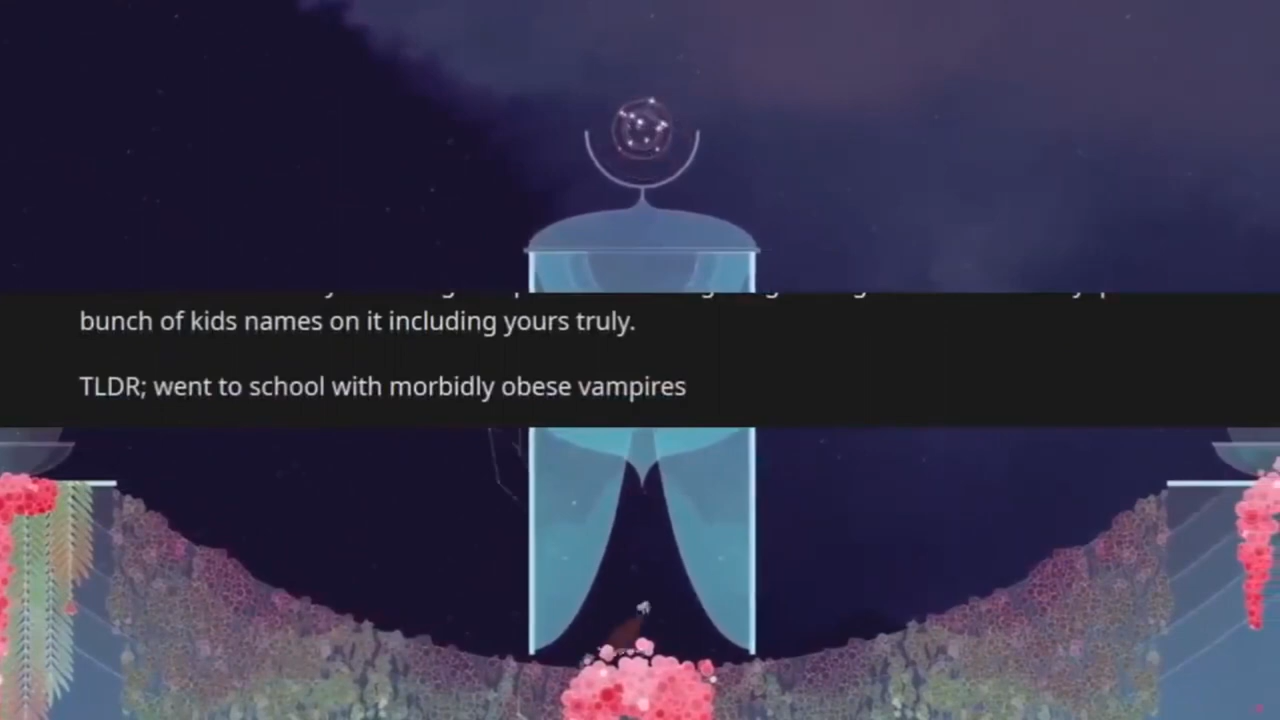 bunch of kids names on it including yours truly.
TLDR; went to school with morbidly obese vampires